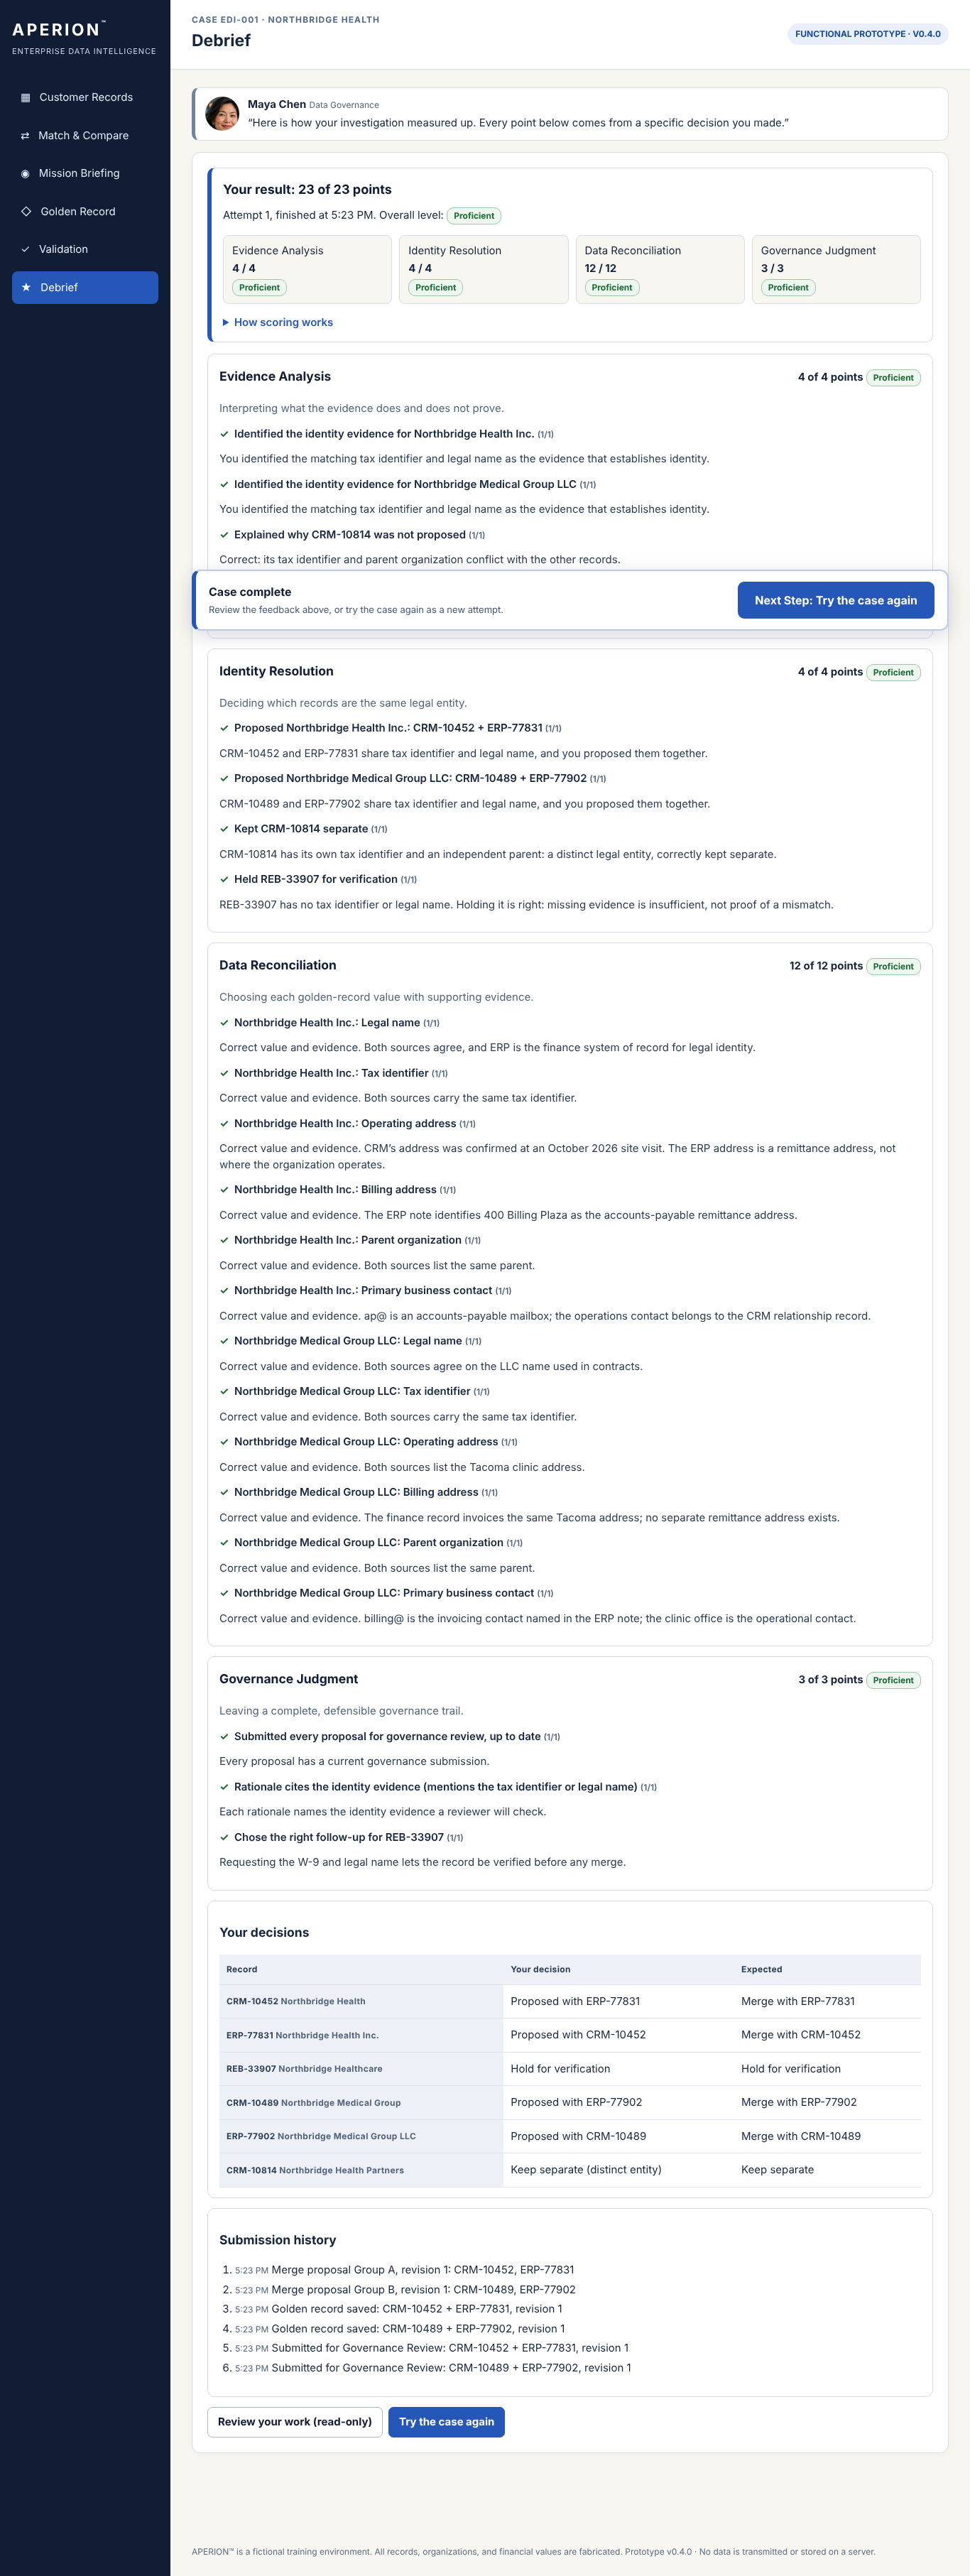 APERION™
ENTERPRISE DATA INTELLIGENCE
Customer Records
Match & Compare
Mission Briefing
Golden Record
Validation
Debrief
CASE EDI-001 · NORTHBRIDGE HEALTH
Debrief
FUNCTIONAL PROTOTYPE · V0.4.0
Maya Chen Data Governance
“Here is how your investigation measured up. Every point below comes from a specific decision you made.”
Your result: 23 of 23 points
Attempt 1, finished at 5:23 PM. Overall level: Proficient
Evidence Analysis
4 / 4
Proficient
Identity Resolution
4 / 4
Proficient
Data Reconciliation
12 / 12
Proficient
Governance Judgment
3 / 3
Proficient
How scoring works
Evidence Analysis
4 of 4 points Proficient
Interpreting what the evidence does and does not prove.
✓ Identified the identity evidence for Northbridge Health Inc. (1/1)
You identified the matching tax identifier and legal name as the evidence that establishes identity.
✓ Identified the identity evidence for Northbridge Medical Group LLC (1/1)
You identified the matching tax identifier and legal name as the evidence that establishes identity.
✓ Explained why CRM-10814 was not proposed (1/1)
Correct: its tax identifier and parent organization conflict with the other records.
Case complete
Review the feedback above, or try the case again as a new attempt.
Next Step: Try the case again
Identity Resolution
4 of 4 points Proficient
Deciding which records are the same legal entity.
✓ Proposed Northbridge Health Inc.: CRM-10452 + ERP-77831 (1/1)
CRM-10452 and ERP-77831 share tax identifier and legal name, and you proposed them together.
✓ Proposed Northbridge Medical Group LLC: CRM-10489 + ERP-77902 (1/1)
CRM-10489 and ERP-77902 share tax identifier and legal name, and you proposed them together.
✓ Kept CRM-10814 separate (1/1)
CRM-10814 has its own tax identifier and an independent parent: a distinct legal entity, correctly kept separate.
✓ Held REB-33907 for verification (1/1)
REB-33907 has no tax identifier or legal name. Holding it is right: missing evidence is insufficient, not proof of a mismatch.
Data Reconciliation
12 of 12 points Proficient
Choosing each golden-record value with supporting evidence.
✓ Northbridge Health Inc.: Legal name (1/1)
Correct value and evidence. Both sources agree, and ERP is the finance system of record for legal identity.
✓ Northbridge Health Inc.: Tax identifier (1/1)
Correct value and evidence. Both sources carry the same tax identifier.
✓ Northbridge Health Inc.: Operating address (1/1)
Correct value and evidence. CRM’s address was confirmed at an October 2026 site visit. The ERP address is a remittance address, not
where the organization operates.
✓ Northbridge Health Inc.: Billing address (1/1)
Correct value and evidence. The ERP note identifies 400 Billing Plaza as the accounts-payable remittance address.
✓ Northbridge Health Inc.: Parent organization (1/1)
Correct value and evidence. Both sources list the same parent.
✓ Northbridge Health Inc.: Primary business contact (1/1)
Correct value and evidence. ap@ is an accounts-payable mailbox; the operations contact belongs to the CRM relationship record.
✓ Northbridge Medical Group LLC: Legal name (1/1)
Correct value and evidence. Both sources agree on the LLC name used in contracts.
✓ Northbridge Medical Group LLC: Tax identifier (1/1)
Correct value and evidence. Both sources carry the same tax identifier.
✓ Northbridge Medical Group LLC: Operating address (1/1)
Correct value and evidence. Both sources list the Tacoma clinic address.
✓ Northbridge Medical Group LLC: Billing address (1/1)
Correct value and evidence. The finance record invoices the same Tacoma address; no separate remittance address exists.
✓ Northbridge Medical Group LLC: Parent organization (1/1)
Correct value and evidence. Both sources list the same parent.
✓ Northbridge Medical Group LLC: Primary business contact (1/1)
Correct value and evidence. billing@ is the invoicing contact named in the ERP note; the clinic office is the operational contact.
Governance Judgment
3 of 3 points Proficient
Leaving a complete, defensible governance trail.
✓ Submitted every proposal for governance review, up to date (1/1)
Every proposal has a current governance submission.
✓ Rationale cites the identity evidence (mentions the tax identifier or legal name) (1/1)
Each rationale names the identity evidence a reviewer will check.
✓ Chose the right follow-up for REB-33907 (1/1)
Requesting the W-9 and legal name lets the record be verified before any merge.
Your decisions
Record Your decision Expected
CRM-10452 Northbridge Health Proposed with ERP-77831 Merge with ERP-77831
ERP-77831 Northbridge Health Inc. Proposed with CRM-10452 Merge with CRM-10452
REB-33907 Northbridge Healthcare Hold for verification Hold for verification
CRM-10489 Northbridge Medical Group Proposed with ERP-77902 Merge with ERP-77902
ERP-77902 Northbridge Medical Group LLC Proposed with CRM-10489 Merge with CRM-10489
CRM-10814 Northbridge Health Partners Keep separate (distinct entity) Keep separate
Submission history
1. 5:23 PM Merge proposal Group A, revision 1: CRM-10452, ERP-77831
2. 5:23 PM Merge proposal Group B, revision 1: CRM-10489, ERP-77902
3. 5:23 PM Golden record saved: CRM-10452 + ERP-77831, revision 1
4. 5:23 PM Golden record saved: CRM-10489 + ERP-77902, revision 1
5. 5:23 PM Submitted for Governance Review: CRM-10452 + ERP-77831, revision 1
6. 5:23 PM Submitted for Governance Review: CRM-10489 + ERP-77902, revision 1
Review your work (read-only)
Try the case again
APERION™ is a fictional training environment. All records, organizations, and financial values are fabricated. Prototype v0.4.0 · No data is transmitted or stored on a server.